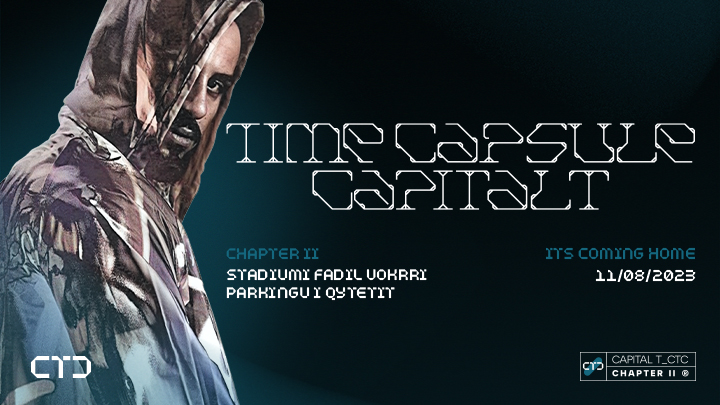 TIME CAPSULE
CAPITALT
CHAPTER II
STADIUMI FADIL VOKRRI
PARKINGU I QYTETIT
ITS COMING HOME
11/08/2023
CTC
CTC
CAPITAL T_CTC
CHAPTER II ®